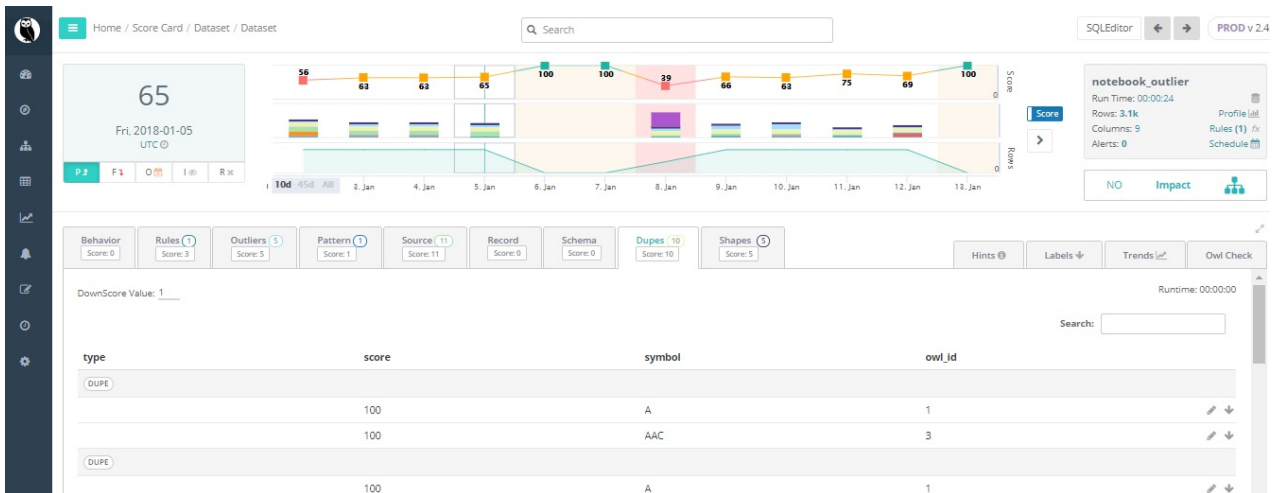 Home / Score Card / Dataset / Dataset
Search
SQLEditor
PROD v 2.4
65
Fri, 2018-01-05
UTC
P F O I R
56 63 63 65 100 100 39 66 63 75 69 100
Score
0
Rows
0
10d 45d All
3. Jan 4. Jan 5. Jan 6. Jan 7. Jan 8. Jan 9. Jan 10. Jan 11. Jan 12. Jan 13. Jan
Score
notebook_outlier
Run Time: 00:00:24
Rows: 3.1k Profile
Columns: 9 Rules (1) fx
Alerts: 0 Schedule
NO Impact
Behavior Score: 0
Rules 1 Score: 3
Outliers 5 Score: 5
Pattern 1 Score: 1
Source 11 Score: 11
Record Score: 0
Schema Score: 0
Dupes 10 Score: 10
Shapes 5 Score: 5
Hints Labels Trends Owl Check
DownScore Value: 1
Runtime: 00:00:00
Search:
type score symbol owl_id
DUPE
100 A 1
100 AAC 3
DUPE
100 A 1